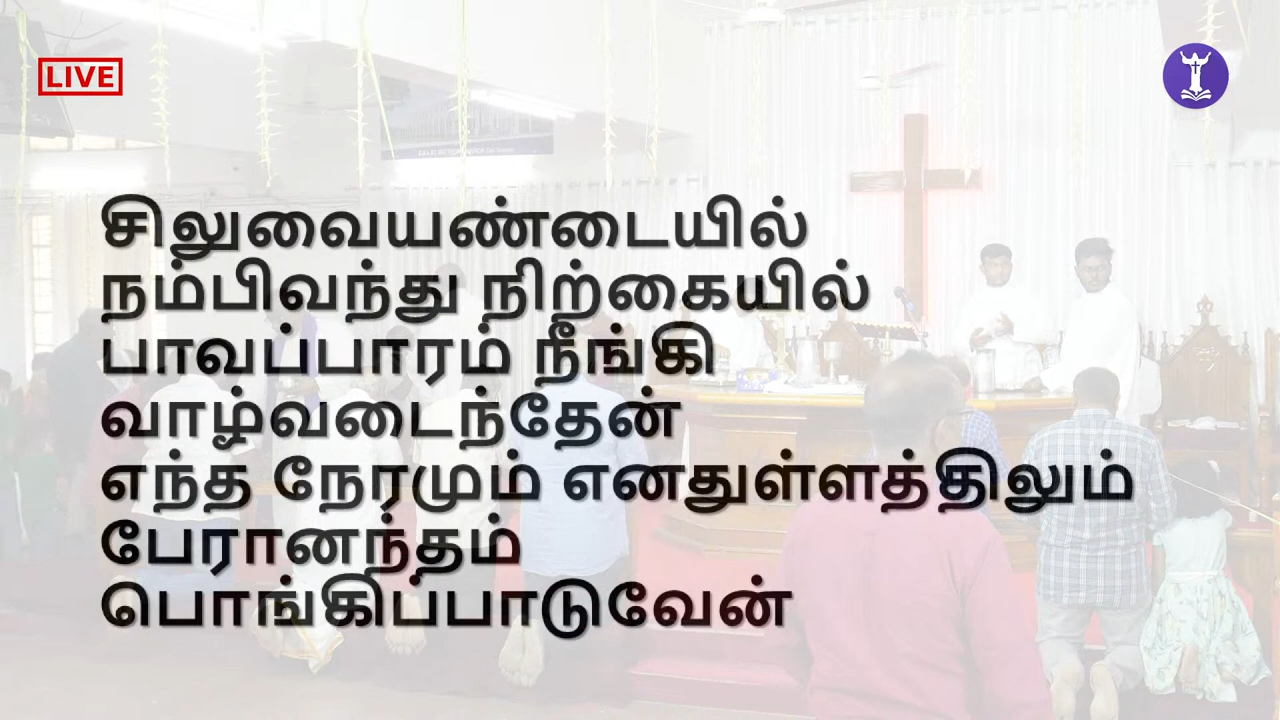 LIVE
சிலுவையண்டையில்
நம்பிவந்து நிற்கையில்
பாவப்பாரம் நீங்கி
வாழ்வடைந்தேன்
எந்த நேரமும் எனதுள்ளத்திலும்
பேரானந்தம்
பொங்கிப்பாடுவேன்